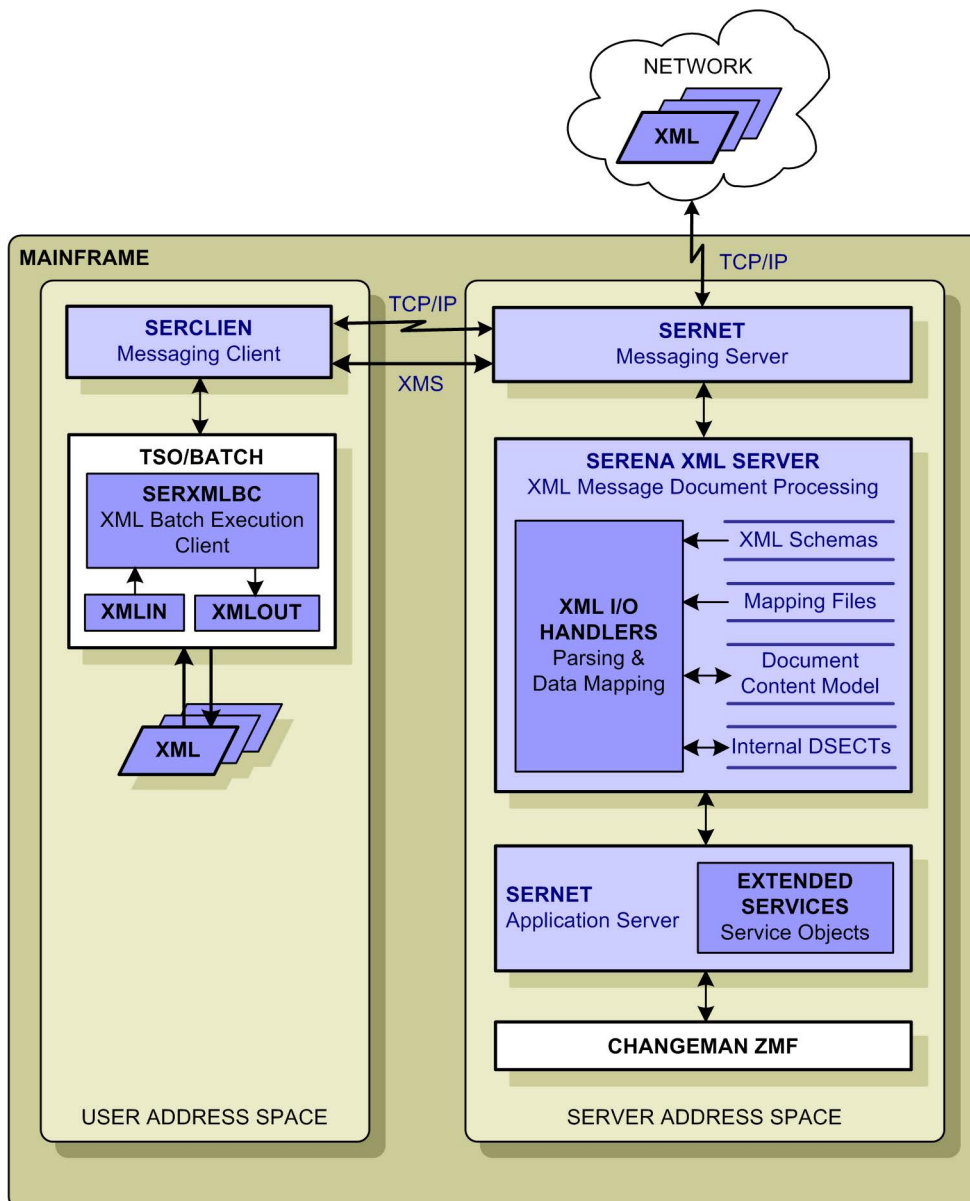 NETWORK
XML
MAINFRAME
TCP/IP
SERCLIEN
Messaging Client
TCP/IP
XMS
SERNET
Messaging Server
TSO/BATCH
SERXMLBC
XML Batch Execution
Client
XMLIN
XMLOUT
XML
SERENA XML SERVER
XML Message Document Processing
XML I/O
HANDLERS
Parsing &
Data Mapping
XML Schemas
Mapping Files
Document
Content Model
Internal DSECTs
SERNET
Application Server
EXTENDED
SERVICES
Service Objects
CHANGEMAN ZMF
USER ADDRESS SPACE
SERVER ADDRESS SPACE